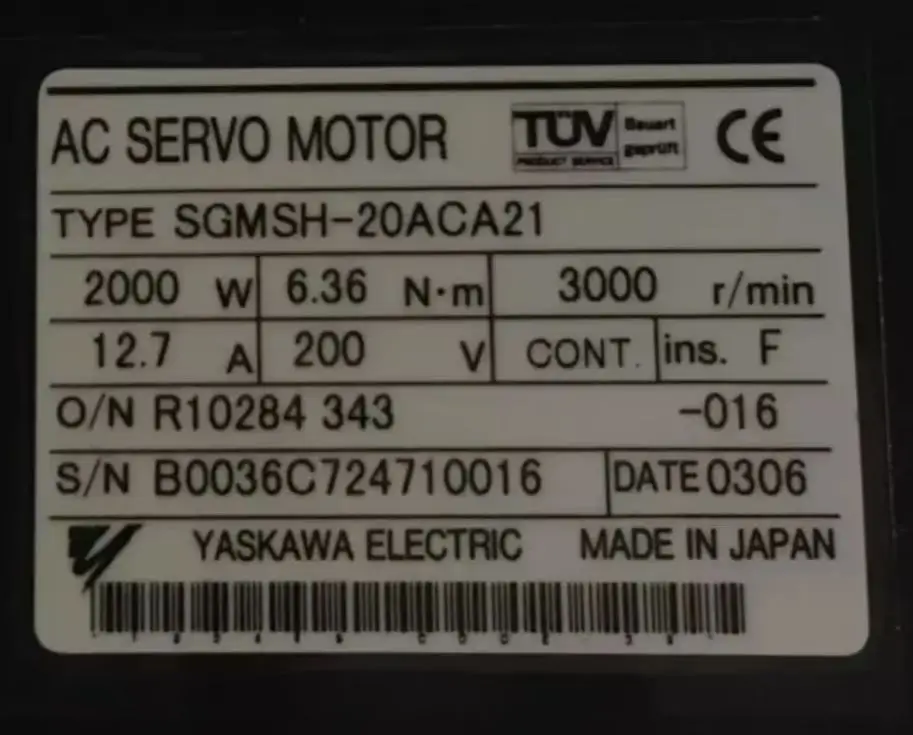 AC SERVO MOTOR TÜV Bauart CE
PRODUCT SERVICE geprüft
TYPE SGMSH-20ACA21
2000 W 6.36 N·m 3000 r/min
12.7 A 200 V CONT. ins. F
O/N R10284 343 -016
S/N B0036C724710016 DATE 0306
YASKAWA ELECTRIC MADE IN JAPAN